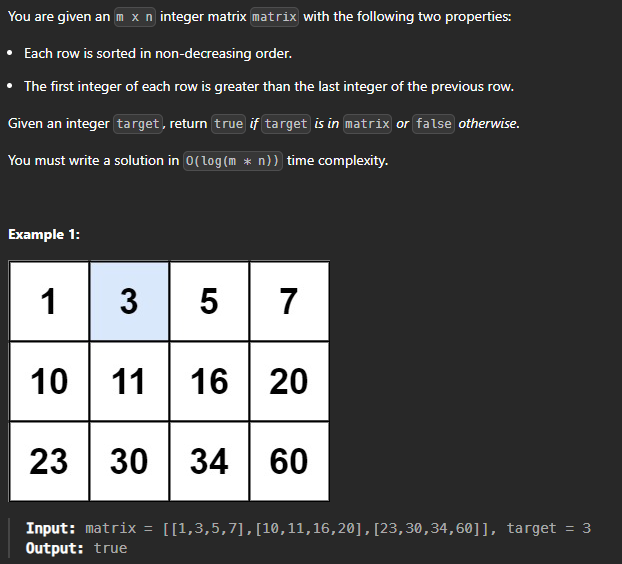 You are given an m x n integer matrix matrix with the following two properties:
• Each row is sorted in non-decreasing order.
• The first integer of each row is greater than the last integer of the previous row.
Given an integer target, return true if target is in matrix or false otherwise.
You must write a solution in O(log(m * n)) time complexity.
Example 1:
1 3 5 7
10 11 16 20
23 30 34 60
Input: matrix = [[1,3,5,7],[10,11,16,20],[23,30,34,60]], target = 3
Output: true